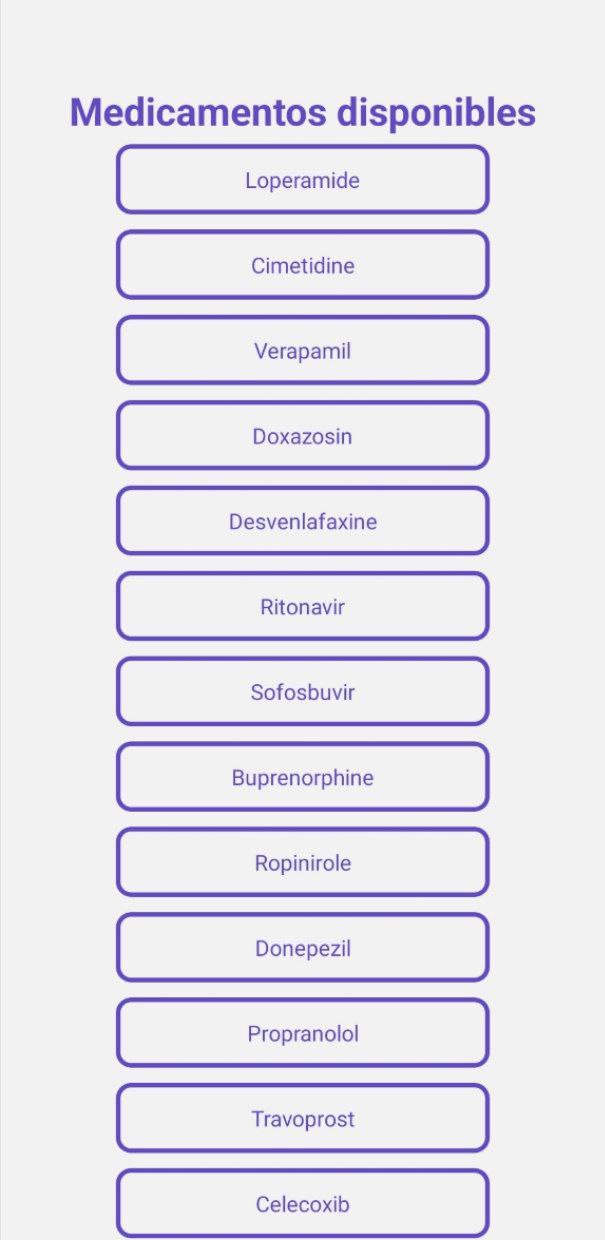 Medicamentos disponibles
Loperamide
Cimetidine
Verapamil
Doxazosin
Desvenlafaxine
Ritonavir
Sofosbuvir
Buprenorphine
Ropinirole
Donepezil
Propranolol
Travoprost
Celecoxib